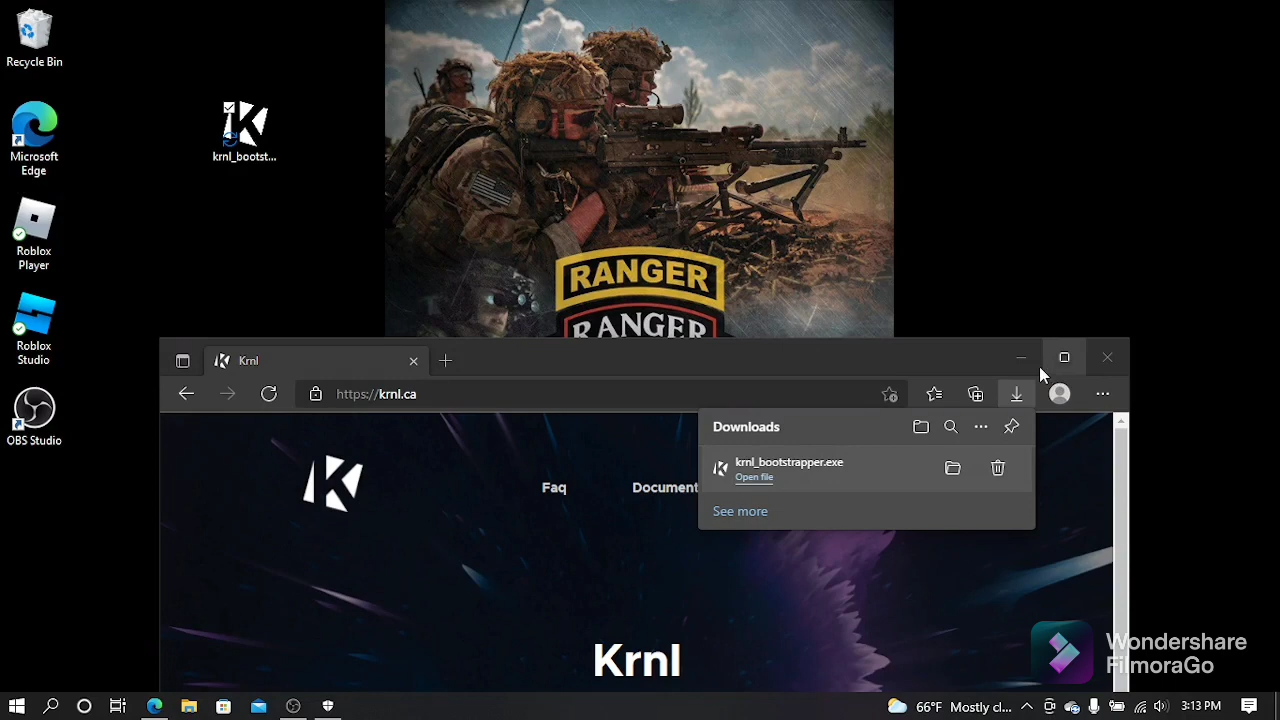 Recycle Bin
Microsoft
Edge
Roblox
Player
Roblox
Studio
OBS Studio
krnl_bootst...
RANGER
RANGER
Krnl
https://krnl.ca
Downloads
krnl_bootstrapper.exe
Open file
See more
Faq
Document
Krnl
Wondershare
FilmoraGo
66°F Mostly cl...
3:13 PM